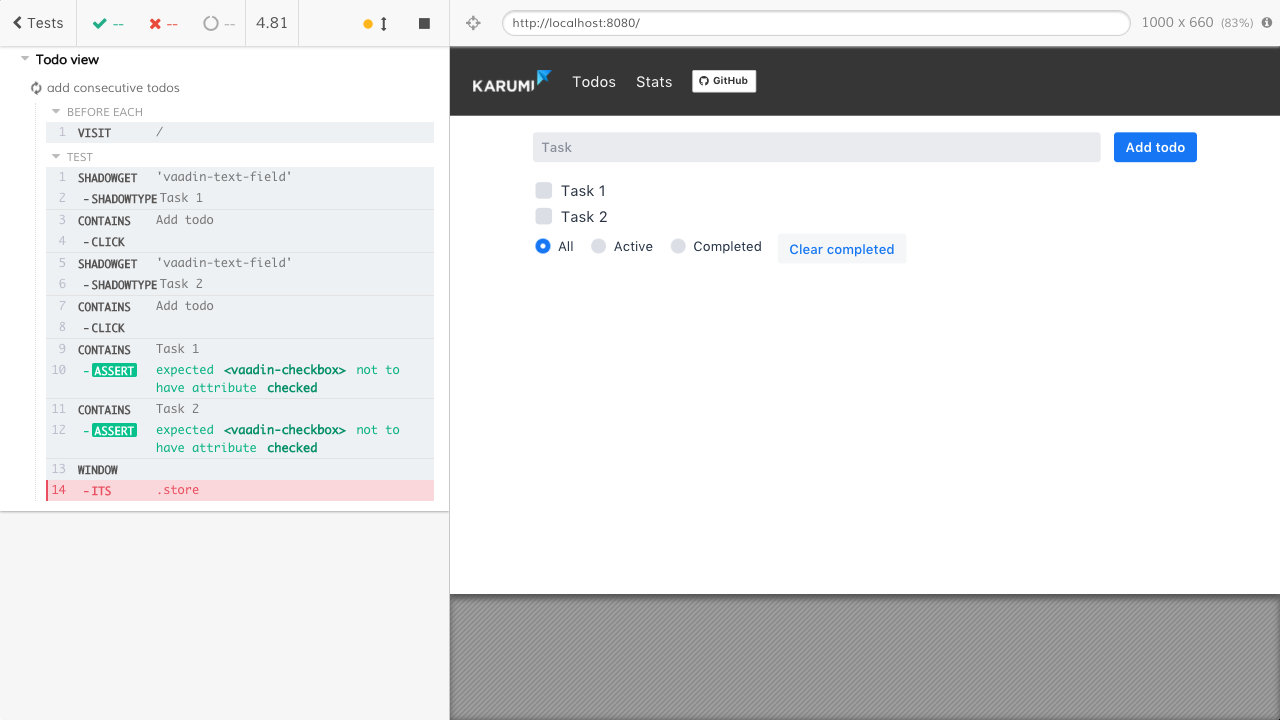 Tests
--
--
--
4.81
http://localhost:8080/
1000 x 660 (83%)
Todo view
add consecutive todos
BEFORE EACH
1 VISIT /
TEST
1 SHADOWGET 'vaadin-text-field'
2 -SHADOWTYPE Task 1
3 CONTAINS Add todo
4 -CLICK
5 SHADOWGET 'vaadin-text-field'
6 -SHADOWTYPE Task 2
7 CONTAINS Add todo
8 -CLICK
9 CONTAINS Task 1
10 -ASSERT expected <vaadin-checkbox> not to
have attribute checked
11 CONTAINS Task 2
12 -ASSERT expected <vaadin-checkbox> not to
have attribute checked
13 WINDOW
14 -ITS .store
KARUMI Todos Stats GitHub
Task Add todo
Task 1
Task 2
All Active Completed Clear completed